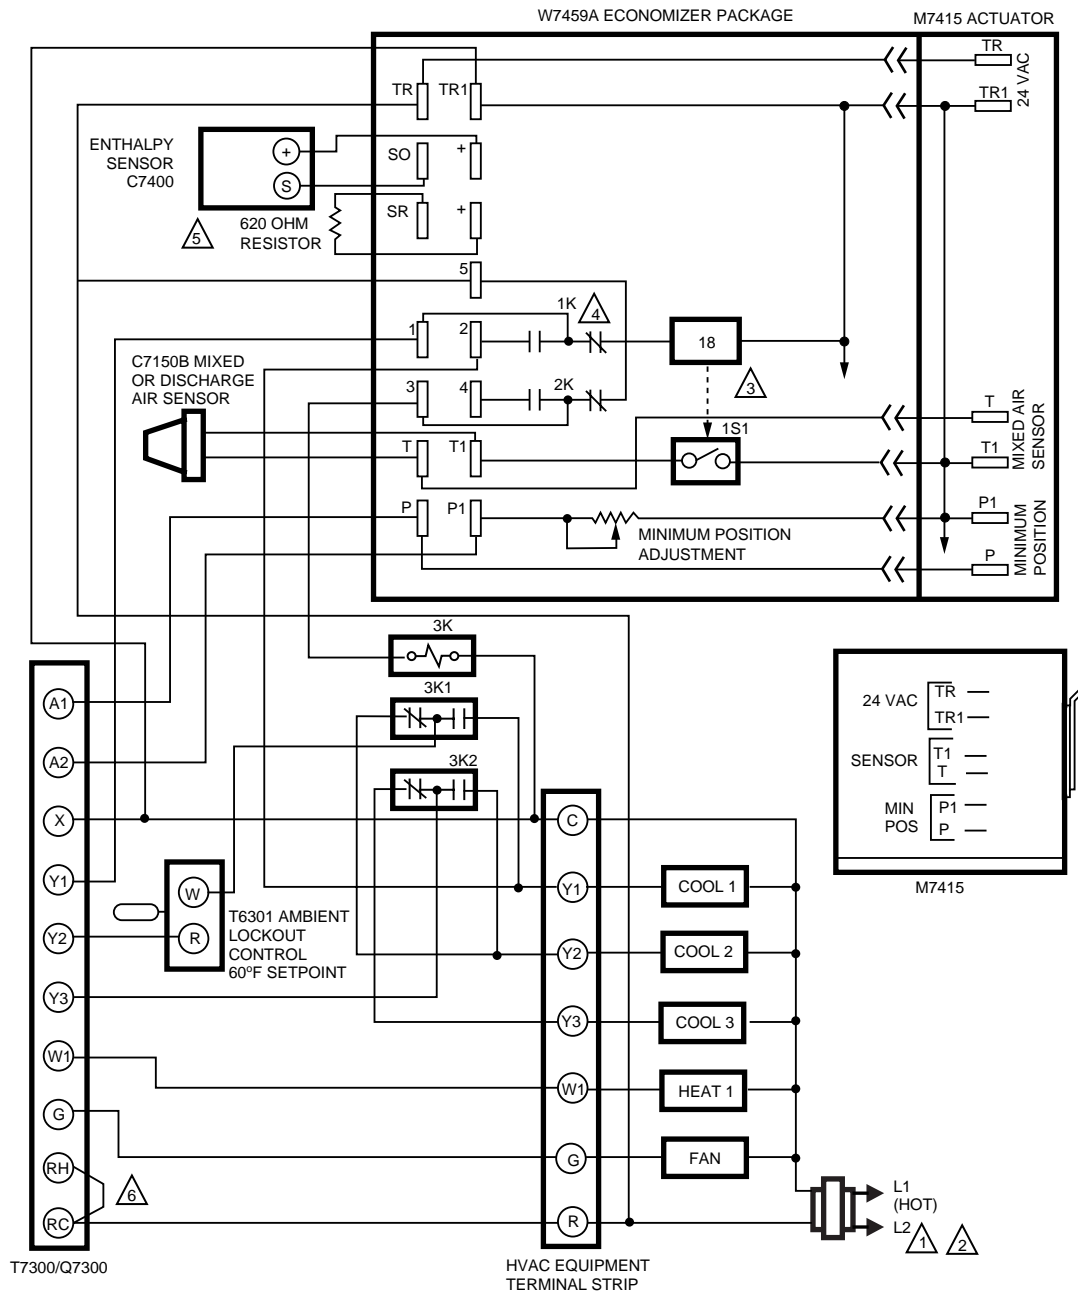 W7459A ECONOMIZER PACKAGE
M7415 ACTUATOR
TR
TR1
24 VAC
TR
TR1
ENTHALPY
SENSOR
C7400
+
S
SO
+
SR
+
5
620 OHM
RESISTOR
5
1K
4
1
2
18
3
C7150B MIXED
OR DISCHARGE
AIR SENSOR
3
4
2K
T
T1
1S1
T
T1
MIXED AIR
SENSOR
P
P1
MINIMUM POSITION
ADJUSTMENT
P1
P
MINIMUM
POSITION
3K
3K1
3K2
A1
A2
X
Y1
Y2
Y3
W1
G
RH
RC
6
T7300/Q7300
W
R
T6301 AMBIENT
LOCKOUT
CONTROL
60°F SETPOINT
C
Y1
Y2
Y3
W1
G
R
HVAC EQUIPMENT
TERMINAL STRIP
COOL 1
COOL 2
COOL 3
HEAT 1
FAN
L1
(HOT)
L2
1
2
24 VAC
TR
TR1
SENSOR
T1
T
MIN
POS
P1
P
M7415